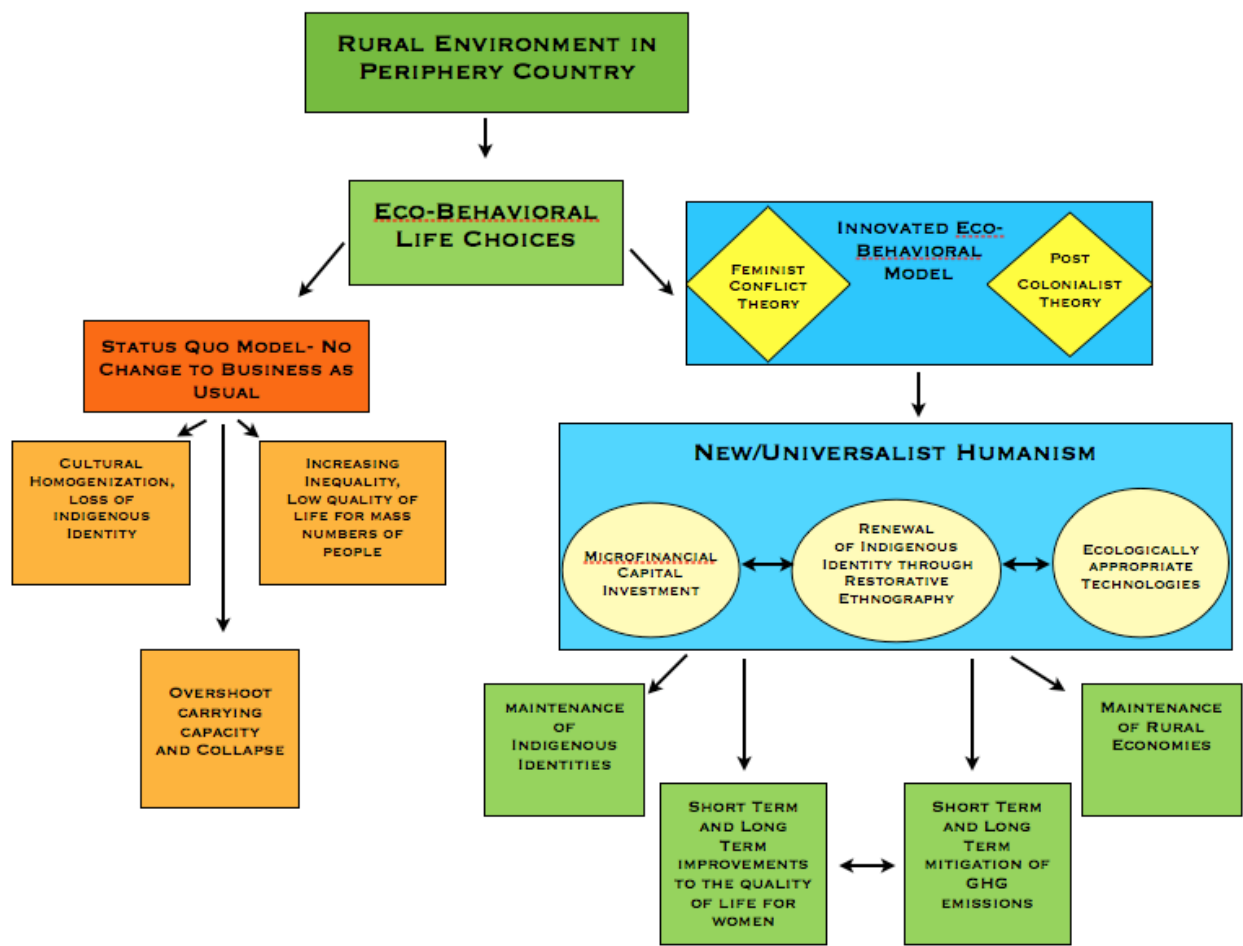 Rural Environment in
Periphery Country
Eco-Behavioral
Life Choices
Innovated Eco-
Behavioral
Model
Feminist
Conflict
Theory
Post
Colonialist
Theory
Status Quo Model- No
Change to Business as
Usual
Cultural
Homogenization,
loss of
indigenous
Identity
Increasing
Inequality,
Low quality of
life for mass
numbers of
people
Overshoot
carrying
capacity
and Collapse
New/Universalist Humanism
Microfinancial
Capital
Investment
Renewal
of Indigenous
Identity through
Restorative
Ethnography
Ecologically
appropriate
Technologies
maintenance
of
Indigenous
Identities
Short Term
and Long
Term
improvements
to the quality
of life for
women
Short Term
and Long
Term
mitigation of
GHG
emissions
Maintenance
of Rural
Economies